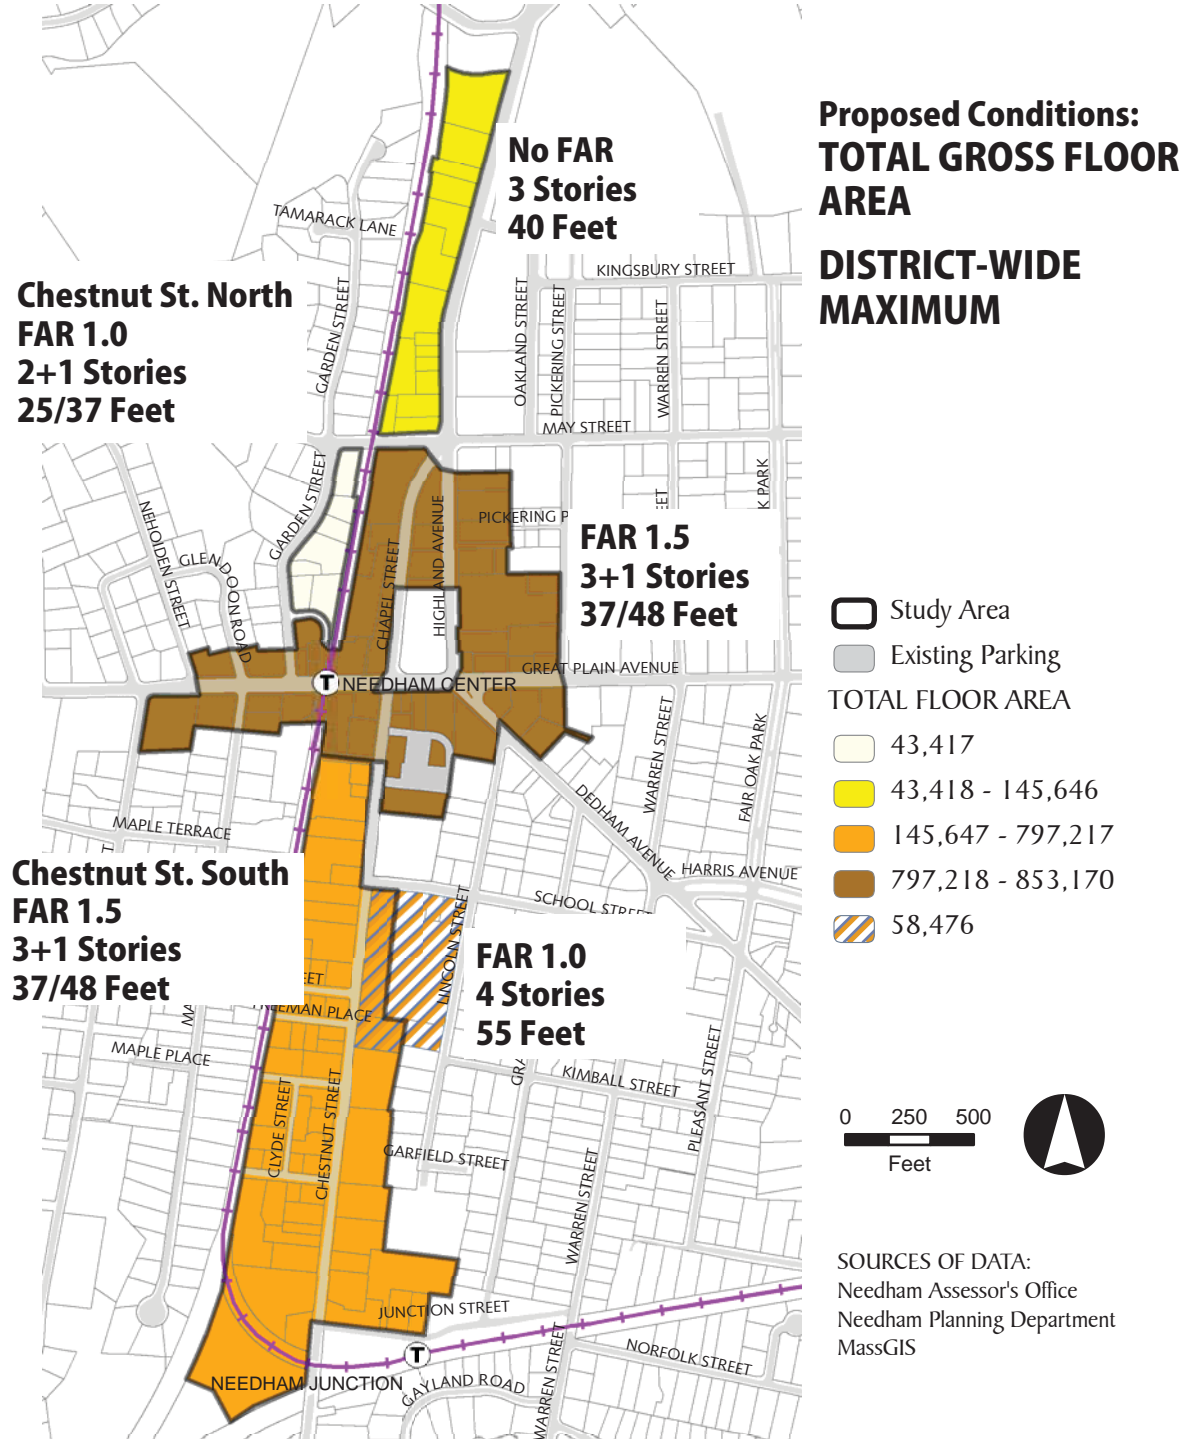 Proposed Conditions:
TOTAL GROSS FLOOR
AREA
DISTRICT-WIDE
MAXIMUM
No FAR
3 Stories
40 Feet
TAMARACK LANE
KINGSBURY STREET
Chestnut St. North
FAR 1.0
2+1 Stories
25/37 Feet
GARDEN STREET
OAKLAND STREET
PICKERING STREET
WARREN STREET
MAY STREET
GARDEN STREET
K PARK
NEHOIDEN STREET
GLENDOON ROAD
CHAPEL STREET
HIGHLAND AVENUE
PICKERING P
FAR 1.5
3+1 Stories
37/48 Feet
Study Area
Existing Parking
TOTAL FLOOR AREA
43,417
43,418 - 145,646
145,647 - 797,217
797,218 - 853,170
58,476
GREAT PLAIN AVENUE
T NEEDHAM CENTER
WARREN STREET
FAIR OAK PARK
DEDHAM AVENUE
MAPLE TERRACE
HARRIS AVENUE
Chestnut St. South
FAR 1.5
3+1 Stories
37/48 Feet
SCHOOL STREET
LINCOLN STREET
FAR 1.0
4 Stories
55 Feet
EET
FREEMAN PLACE
MA
MAPLE PLACE
GRA
KIMBALL STREET
PLEASANT STREET
CLYDE STREET
CHESTNUT STREET
GARFIELD STREET
WARREN STREET
0 250 500
Feet
JUNCTION STREET
T
NEEDHAM JUNCTION
GAYLAND ROAD
WARREN STREET
NORFOLK STREET
SOURCES OF DATA:
Needham Assessor's Office
Needham Planning Department
MassGIS